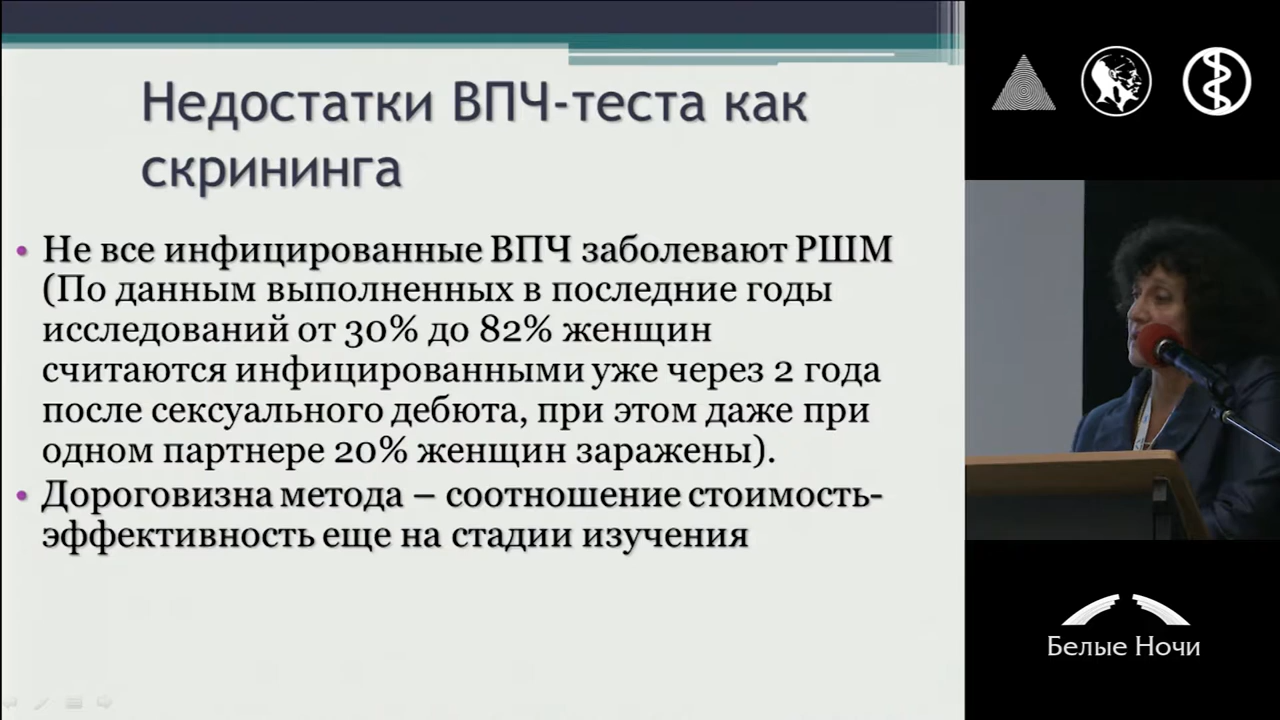 Недостатки ВПЧ-теста как
скрининга
• Не все инфицированные ВПЧ заболевают РШМ
(По данным выполненных в последние годы
исследований от 30% до 82% женщин
считаются инфицированными уже через 2 года
после сексуального дебюта, при этом даже при
одном партнере 20% женщин заражены).
• Дороговизна метода – соотношение стоимость-
эффективность еще на стадии изучения
Белые Ночи